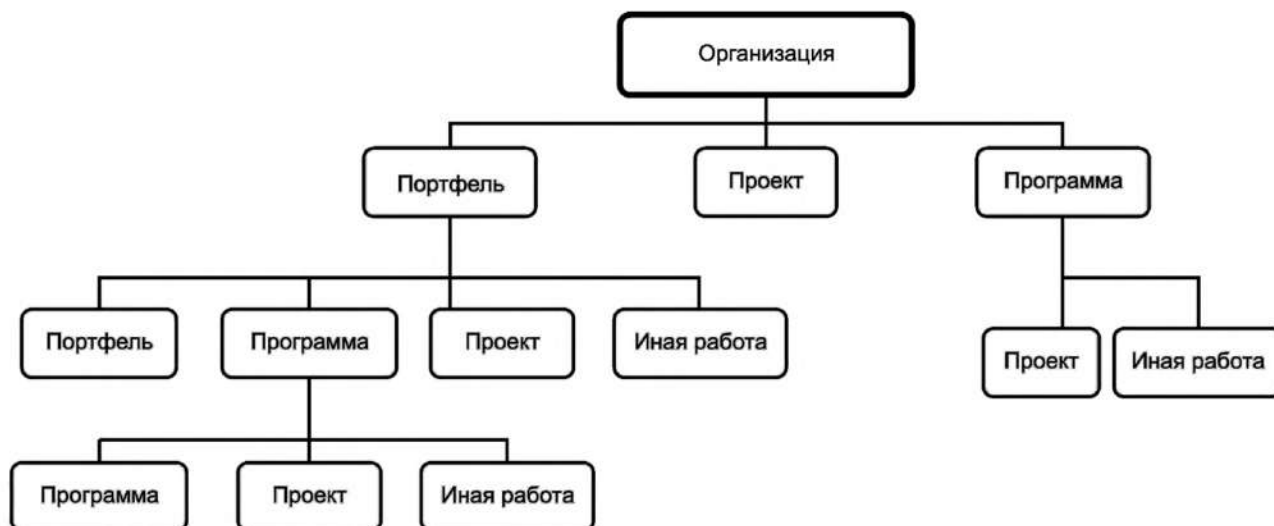 Организация
Портфель
Проект
Программа
Портфель
Программа
Проект
Иная работа
Проект
Иная работа
Программа
Проект
Иная работа